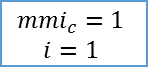 mmi_c = 1
i = 1